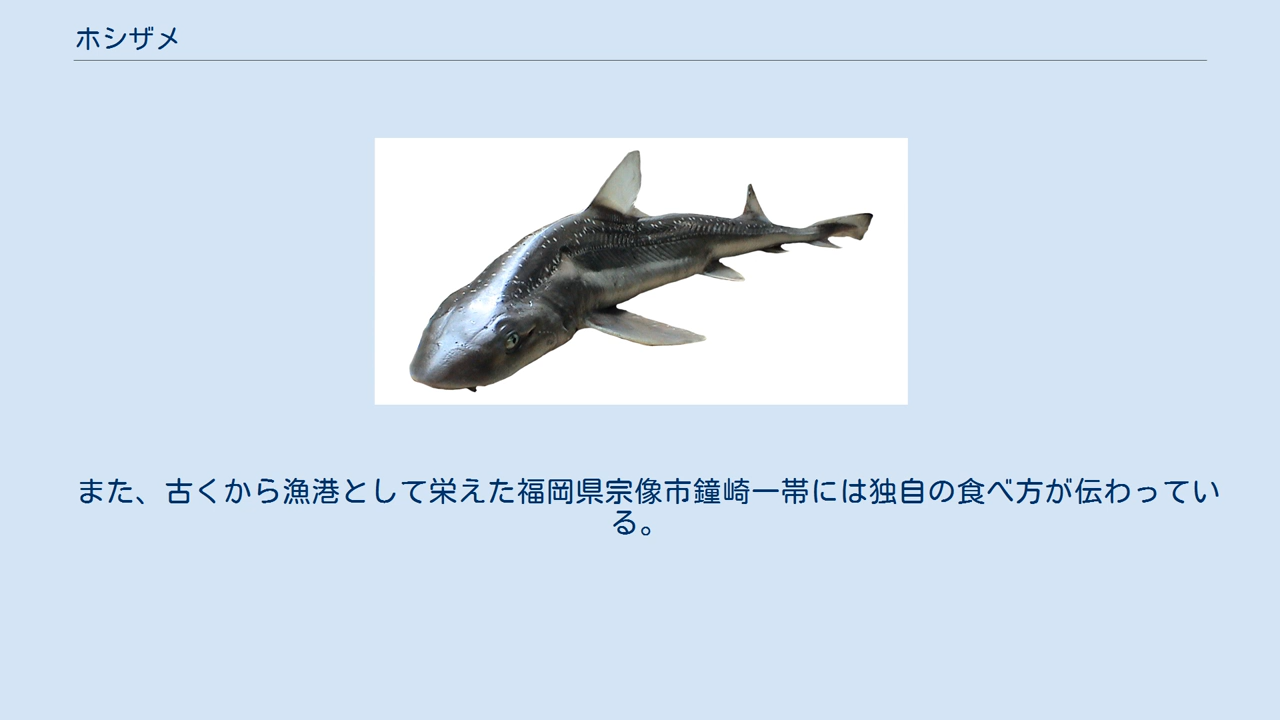 ホシザメ
また、古くから漁港として栄えた福岡県宗像市鐘崎一帯には独自の食べ方が伝わってい
る。